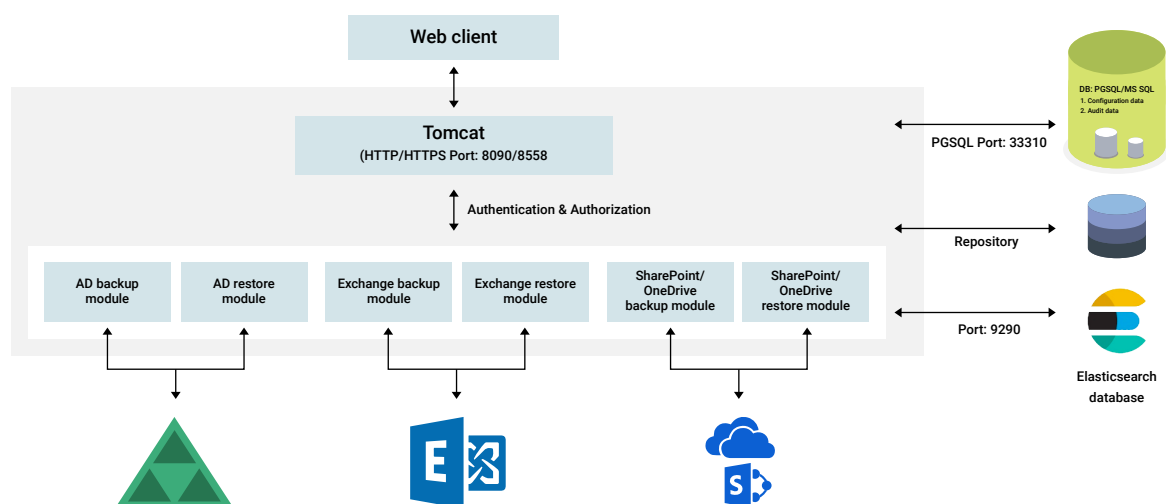 Web client
Tomcat
(HTTP/HTTPS Port: 8090/8558
Authentication & Authorization
AD backup
module
AD restore
module
Exchange backup
module
Exchange restore
module
SharePoint/
OneDrive
backup module
SharePoint/
OneDrive
restore module
DB: PGSQL/MS SQL
1. Configuration data
2. Audit data
PGSQL Port: 33310
Repository
Port: 9290
Elasticsearch
database
E
S